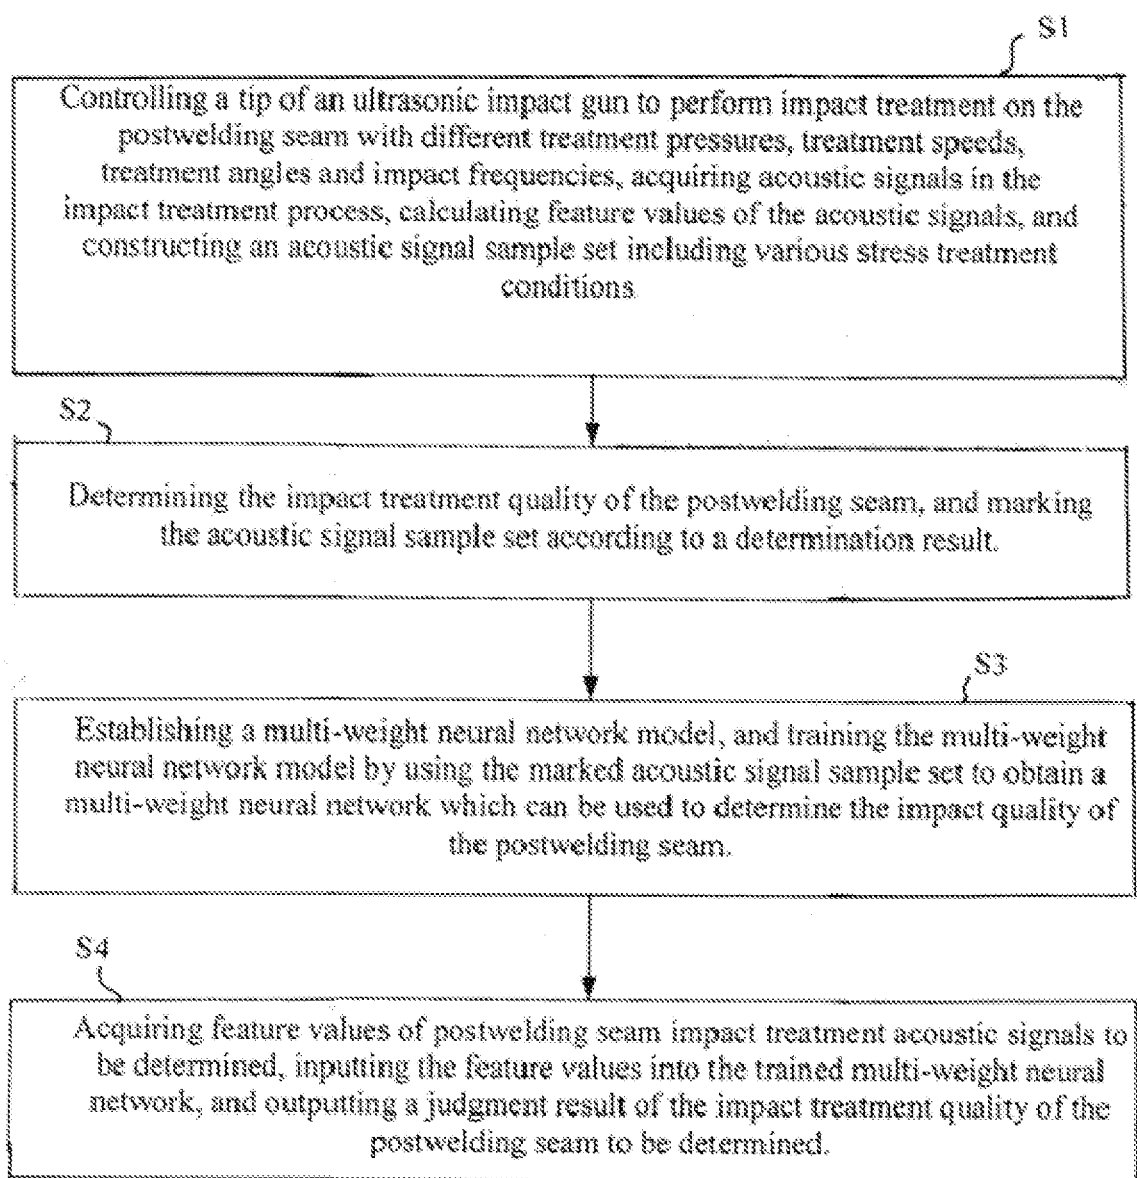 S1
Controlling a tip of an ultrasonic impact gun to perform impact treatment on the
postwelding seam with different treatment pressures, treatment speeds,
treatment angles and impact frequencies, acquiring acoustic signals in the
impact treatment process, calculating feature values of the acoustic signals, and
constructing an acoustic signal sample set including various stress treatment
conditions
S2
Determining the impact treatment quality of the postwelding seam, and marking
the acoustic signal sample set according to a determination result.
S3
Establishing a multi-weight neural network model, and training the multi-weight
neural network model by using the marked acoustic signal sample set to obtain a
multi-weight neural network which can be used to determine the impact quality of
the postwelding seam.
S4
Acquiring feature values of postwelding seam impact treatment acoustic signals to
be determined, inputting the feature values into the trained multi-weight neural
network, and outputting a judgment result of the impact treatment quality of the
postwelding seam to be determined.